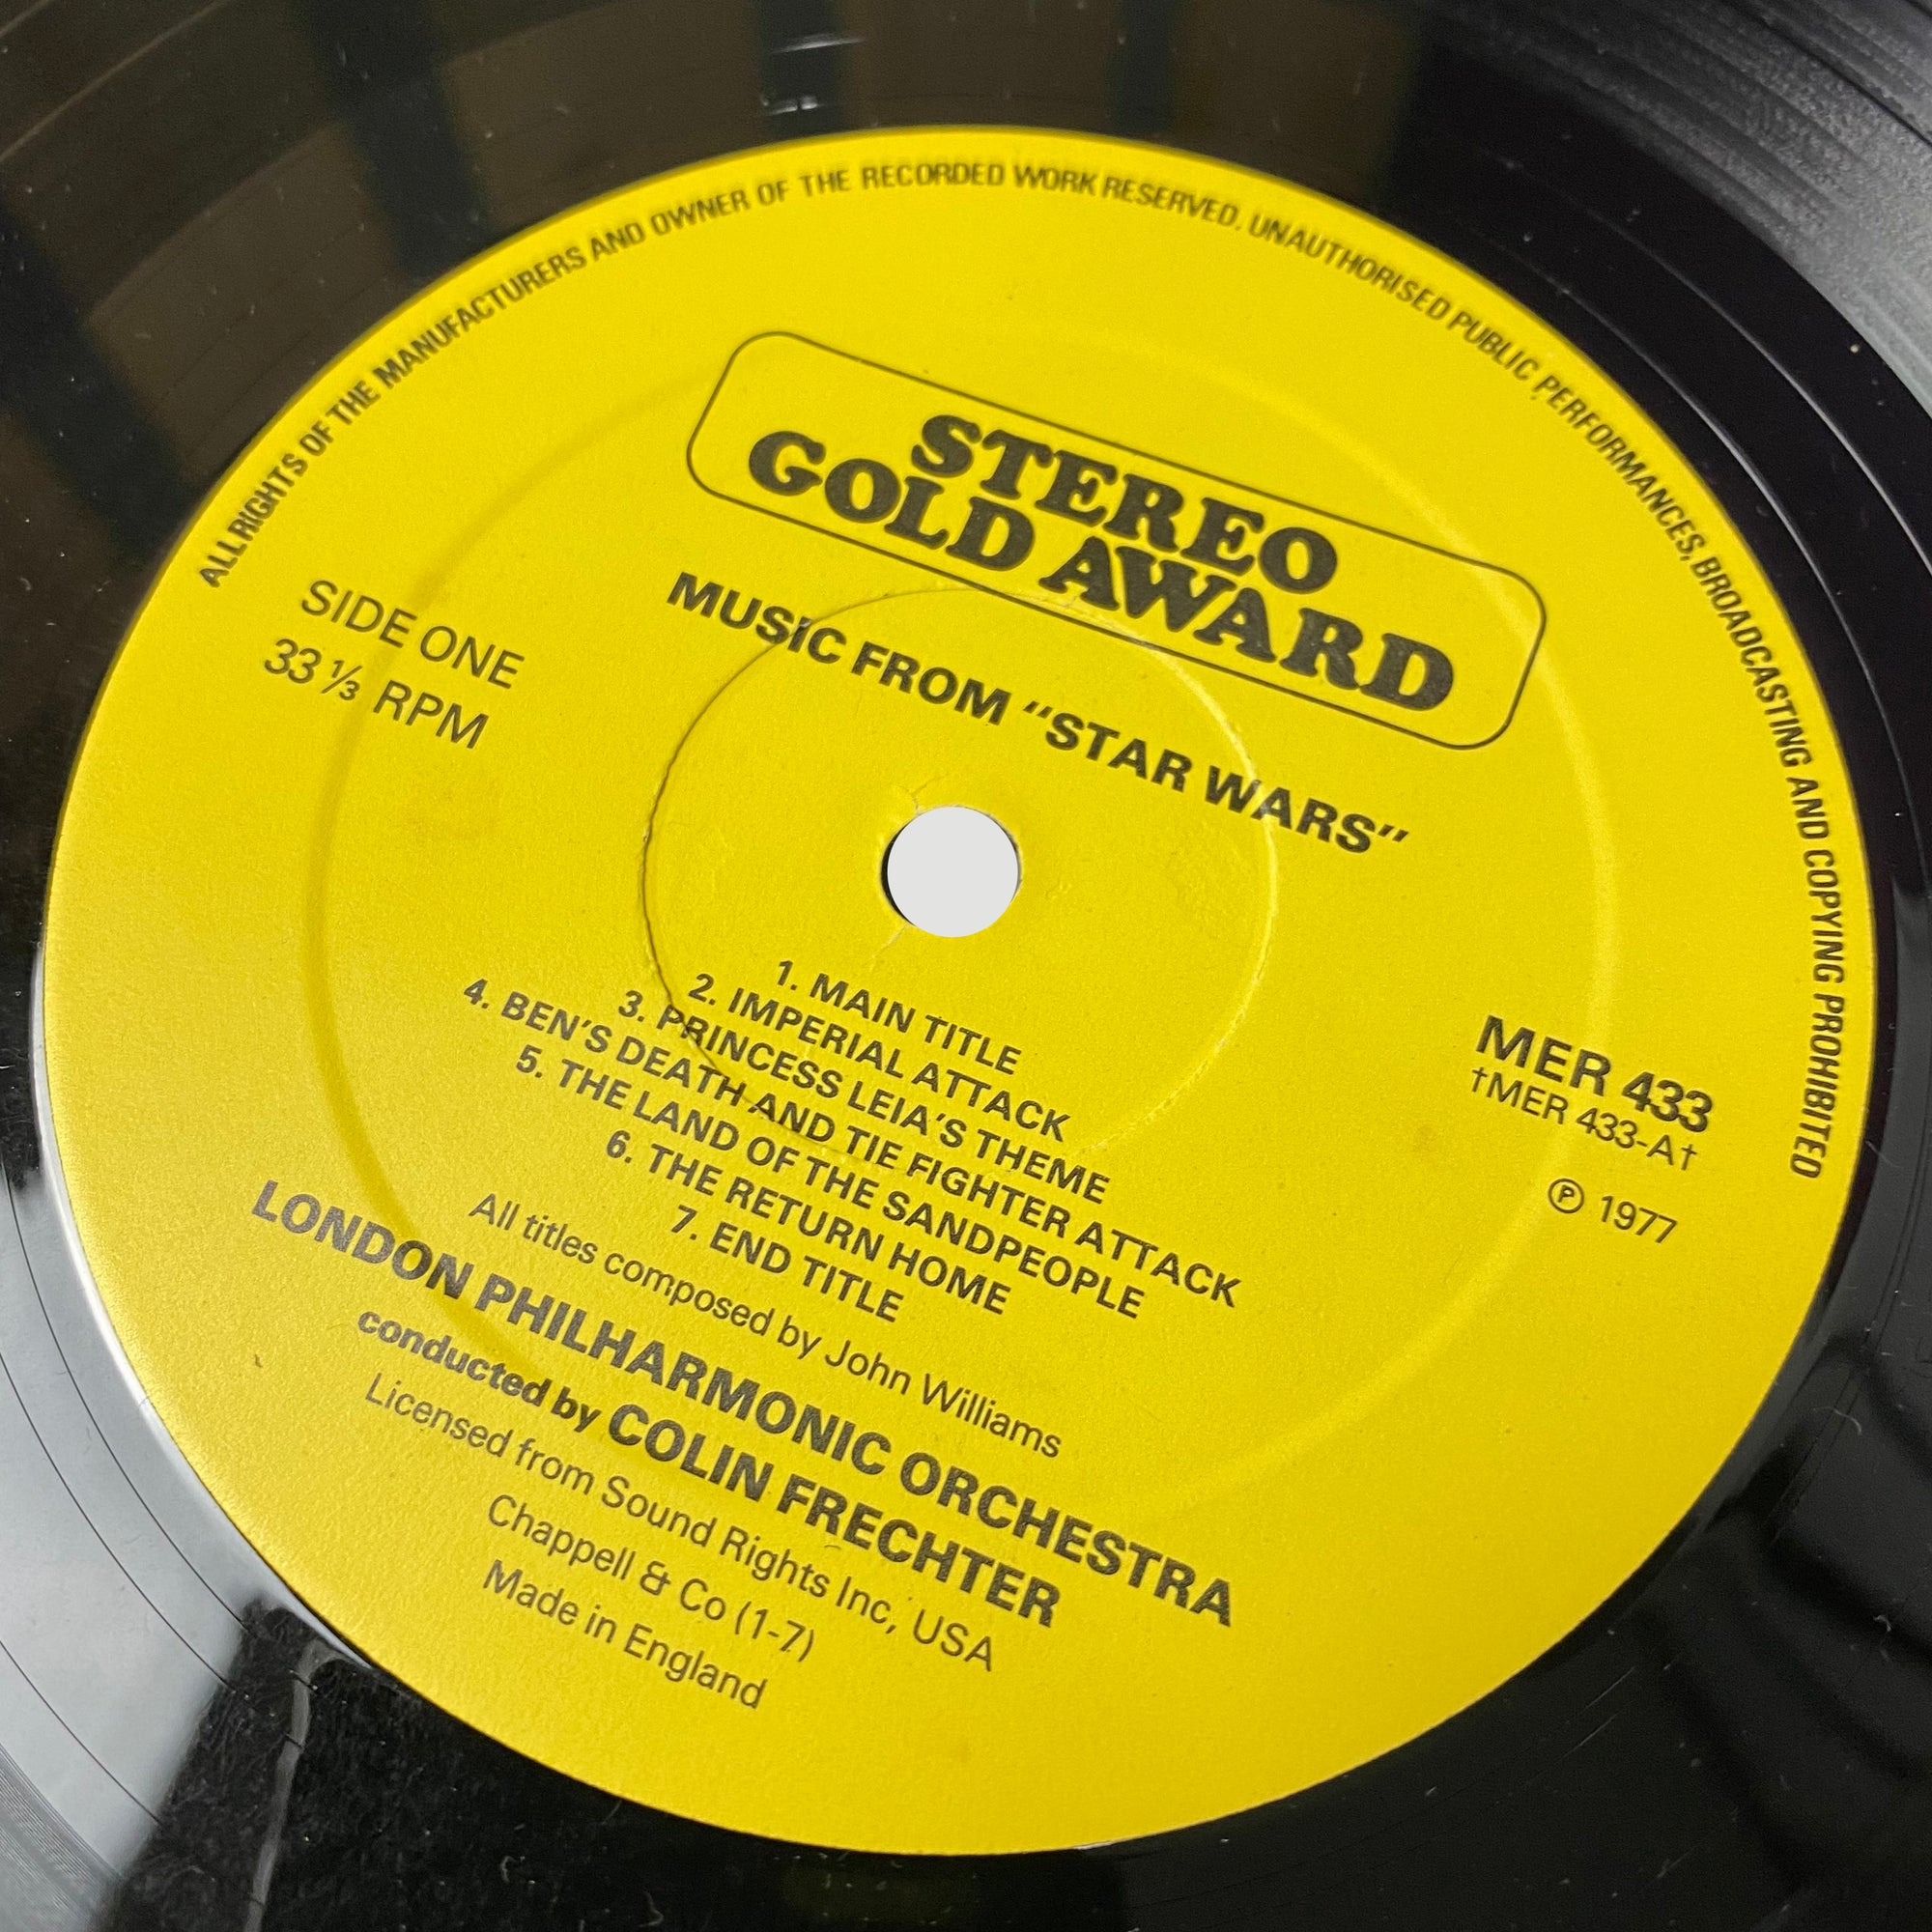 ALL RIGHTS OF THE MANUFACTURERS AND OWNER OF THE RECORDED WORK RESERVED. UNAUTHORISED PUBLIC PERFORMANCES, BROADCASTING AND COPYING PROHIBITED
STEREO
GOLD AWARD
MUSIC FROM “STAR WARS”
SIDE ONE
33 ⅓ RPM
MER 433
†MER 433-A†
℗ 1977
1. MAIN TITLE
2. IMPERIAL ATTACK
3. PRINCESS LEIA’S THEME
4. BEN’S DEATH AND TIE FIGHTER ATTACK
5. THE LAND OF THE SANDPEOPLE
6. THE RETURN HOME
7. END TITLE
All titles composed by John Williams
LONDON PHILHARMONIC ORCHESTRA
conducted by COLIN FRECHTER
Licensed from Sound Rights Inc, USA
Chappell & Co (1-7)
Made in England